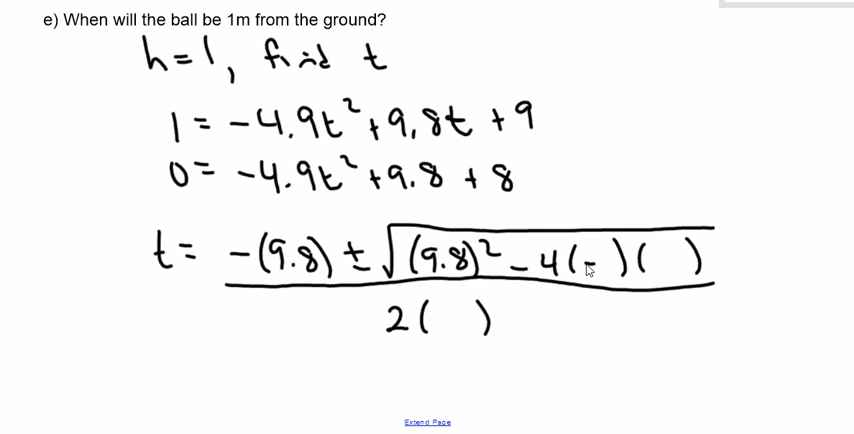 e) When will the ball be 1m from the ground?
h = 1, find t
1 = -4.9t² + 9.8t + 9
0 = -4.9t² + 9.8 + 8
t = -(9.8) ± √(9.8)² - 4(- )( )
2( )
Extend Page